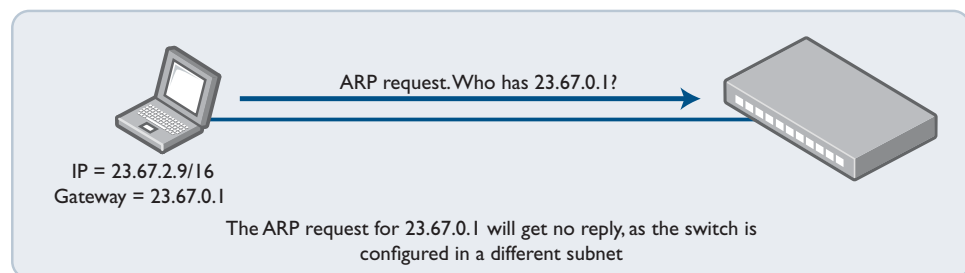 ARP request. Who has 23.67.0.1?
IP = 23.67.2.9/16
Gateway = 23.67.0.1
The ARP request for 23.67.0.1 will get no reply, as the switch is
configured in a different subnet